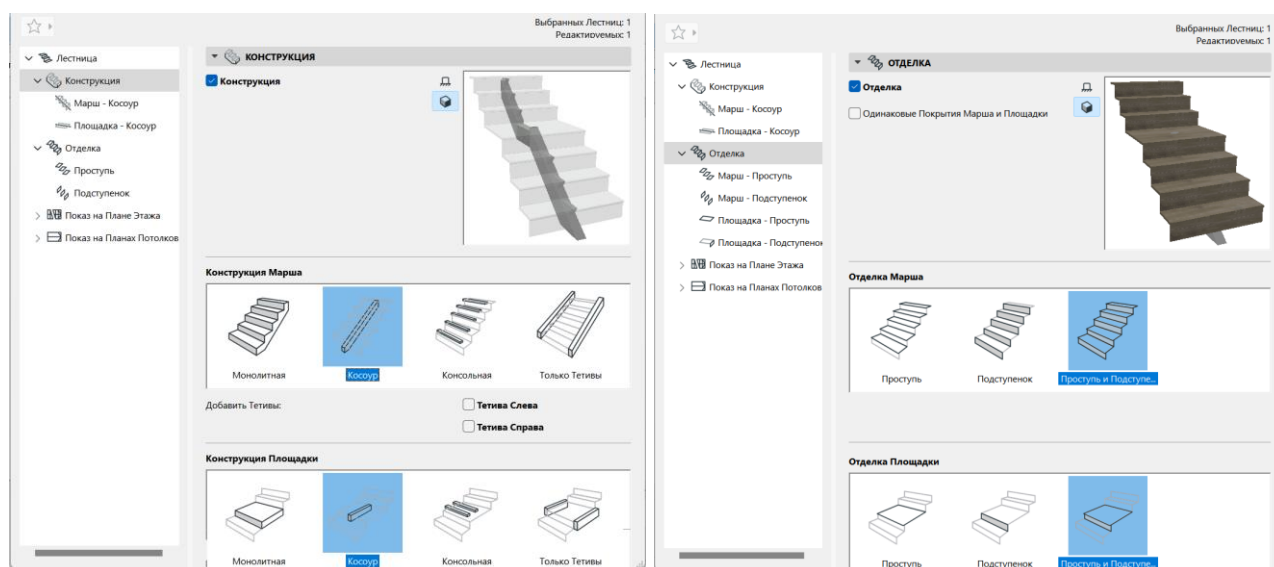 Выбранных Лестниц: 1
Редактируемых: 1
Лестница
Конструкция
Марш - Косоур
Площадка - Косоур
Отделка
Проступь
Подступенок
Показ на Плане Этажа
Показ на Планах Потолков
КОНСТРУКЦИЯ
Конструкция
Конструкция Марша
Монолитная Косоур Консольная Только Тетивы
Добавить Тетивы: Тетива Слева
Тетива Справа
Конструкция Площадки
Монолитная Косоур Консольная Только Тетивы
Выбранных Лестниц: 1
Редактируемых: 1
Лестница
Конструкция
Марш - Косоур
Площадка - Косоур
Отделка
Марш - Проступь
Марш - Подступенок
Площадка - Проступь
Площадка - Подступенок
Показ на Плане Этажа
Показ на Планах Потолков
ОТДЕЛКА
Отделка
Одинаковые Покрытия Марша и Площадки
Отделка Марша
Проступь Подступенок Проступь и Подступе...
Отделка Площадки
Проступь Подступенок Проступь и Подступе...